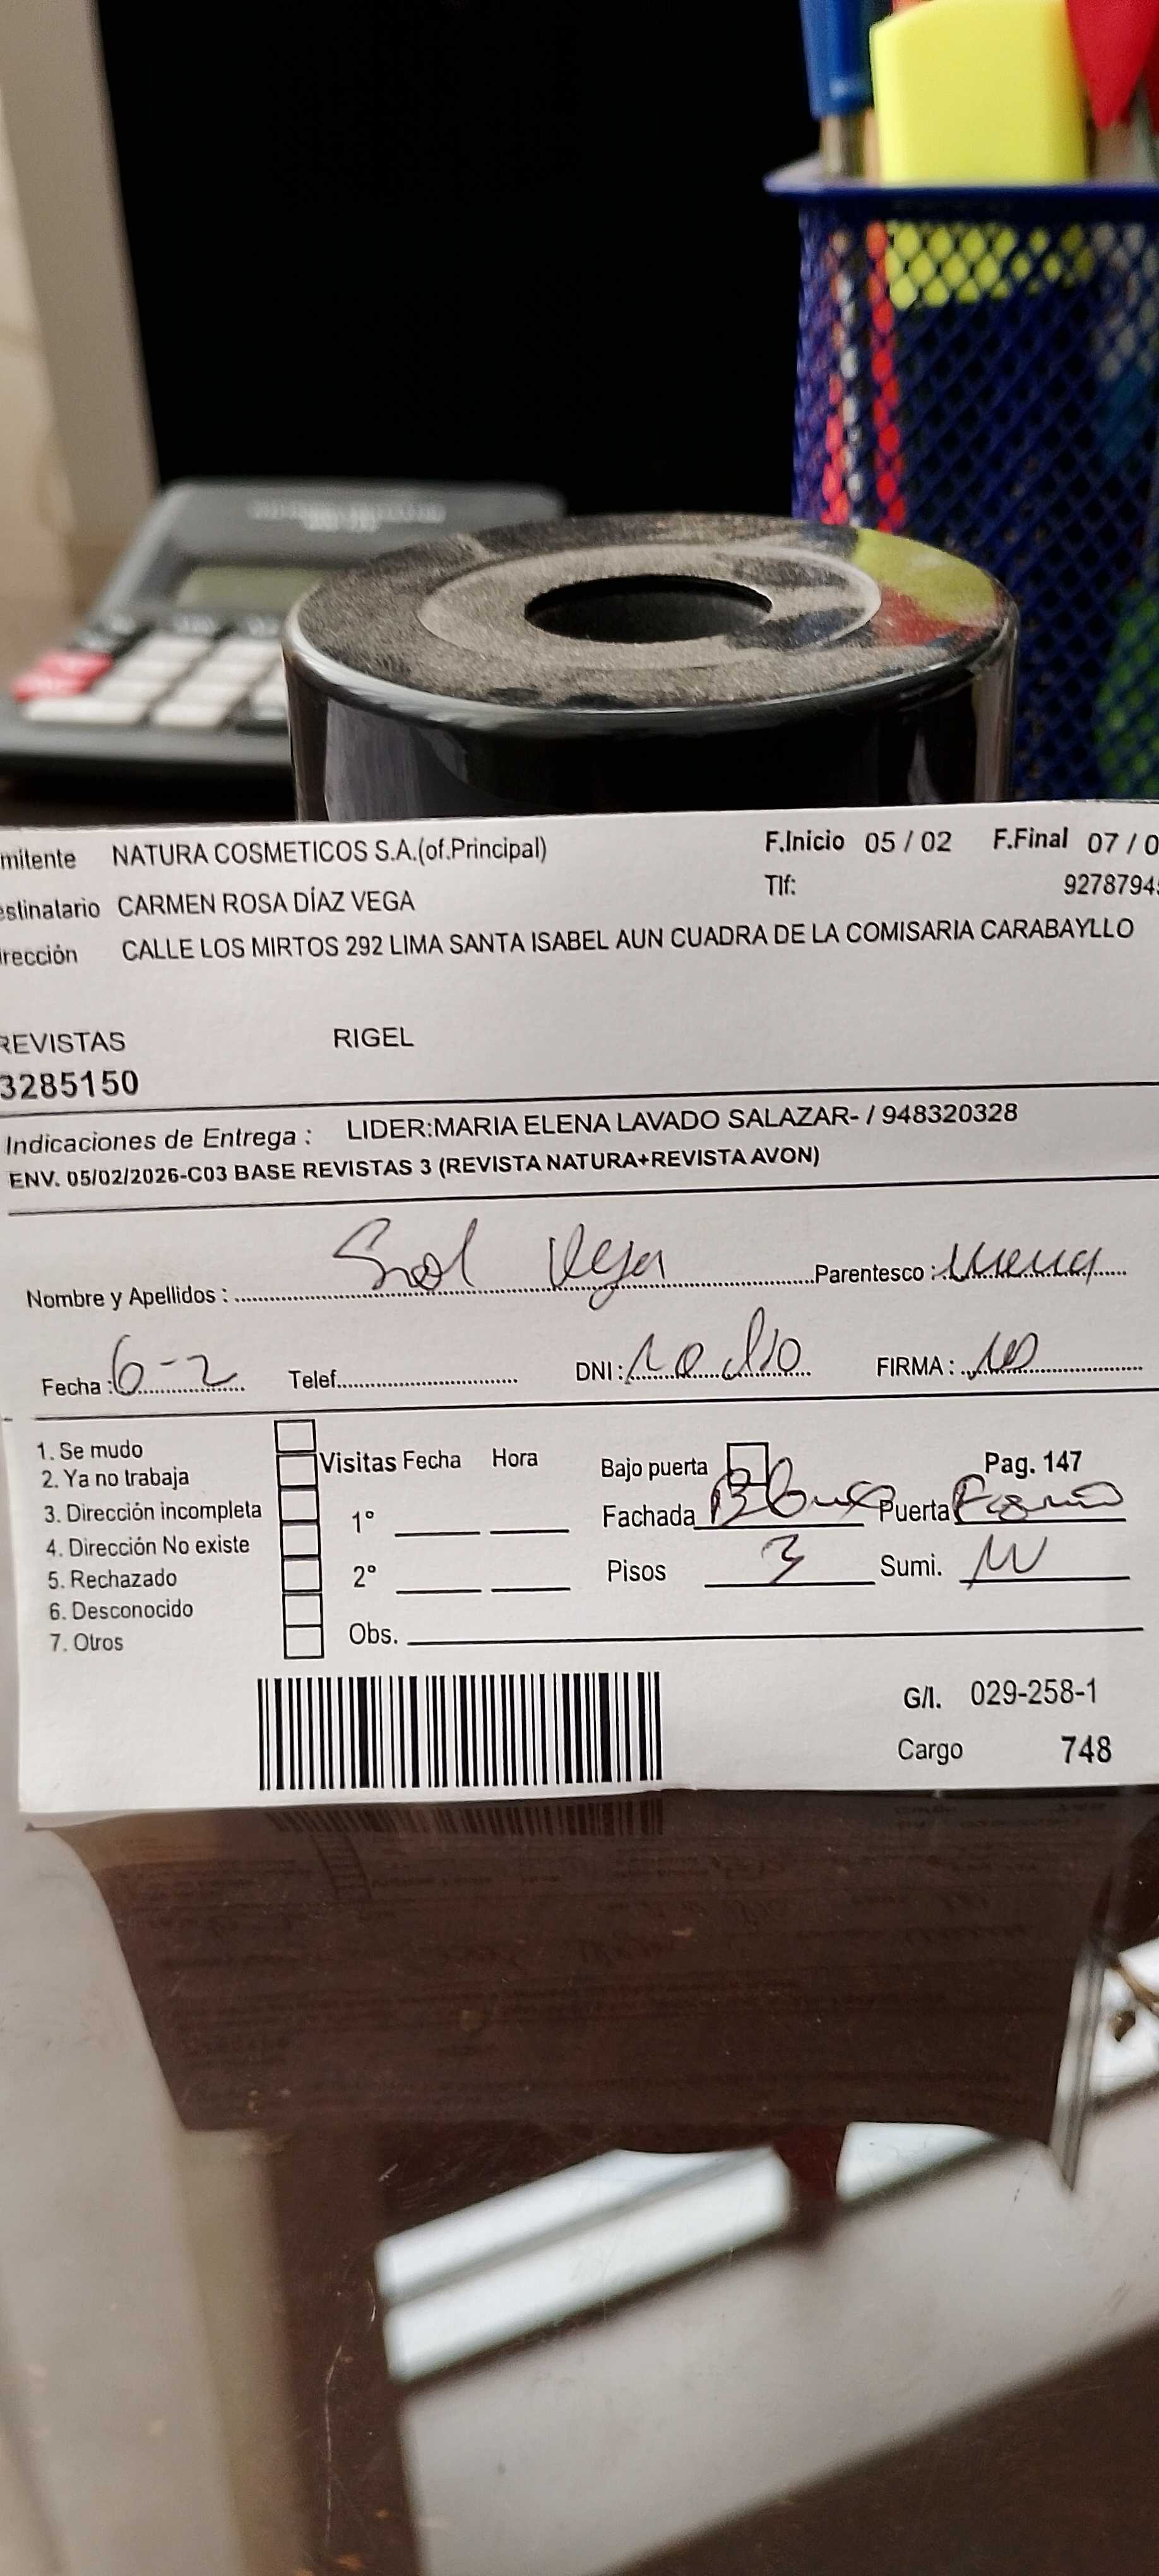 mitente NATURA COSMETICOS S.A.(of.Principal) F.Inicio 05 / 02 F.Final 07 / 0
Tlf: 9278794
estinatario CARMEN ROSA DÍAZ VEGA
irección CALLE LOS MIRTOS 292 LIMA SANTA ISABEL AUN CUADRA DE LA COMISARIA CARABAYLLO
REVISTAS RIGEL
3285150
Indicaciones de Entrega : LIDER:MARIA ELENA LAVADO SALAZAR- / 948320328
ENV. 05/02/2026-C03 BASE REVISTAS 3 (REVISTA NATURA+REVISTA AVON)
Nombre y Apellidos : Vega Parentesco :
Fecha : 6-2 Telef. DNI : FIRMA :
1. Se mudo
2. Ya no trabaja
3. Dirección incompleta
4. Dirección No existe
5. Rechazado
6. Desconocido
7. Otros
Visitas Fecha Hora
1°
2°
Obs.
Bajo puerta Pag. 147
Fachada Puerta
Pisos 3 Sumi.
G/I. 029-258-1
Cargo 748